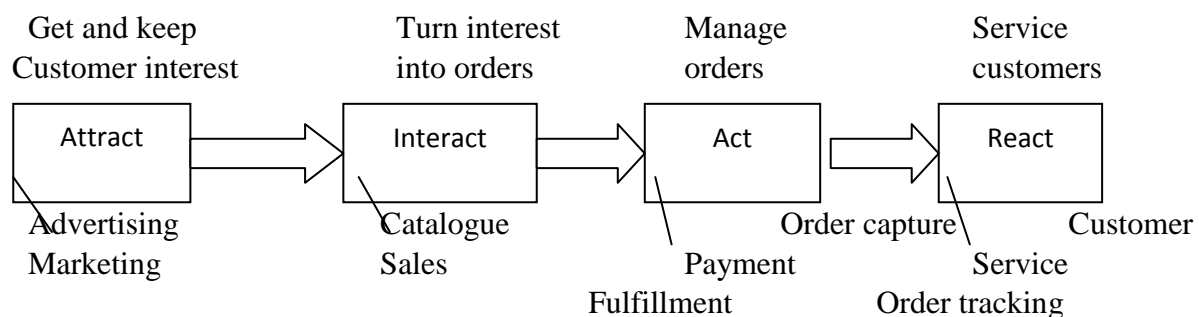 Get and keep
Customer interest
Turn interest
into orders
Manage
orders
Service
customers
Attract
Interact
Act
React
Advertising
Marketing
Catalogue
Sales
Order capture
Payment
Fulfillment
Customer
Service
Order tracking